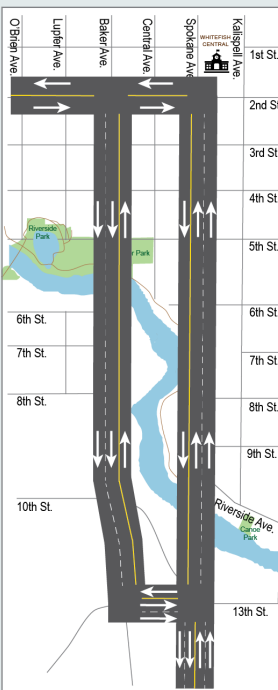 O'Brien Ave.
Lupfer Ave.
Baker Ave.
Central Ave.
Spokane Ave.
Kalispell Ave.
WHITEFISH
CENTRAL
1st St.
2nd St
3rd St.
4th St.
5th St.
Riverside
Park
r Park
6th St.
6th St.
7th St.
7th St.
8th St.
8th St.
9th St.
10th St.
Riverside Ave.
Canoe
Park
13th St.